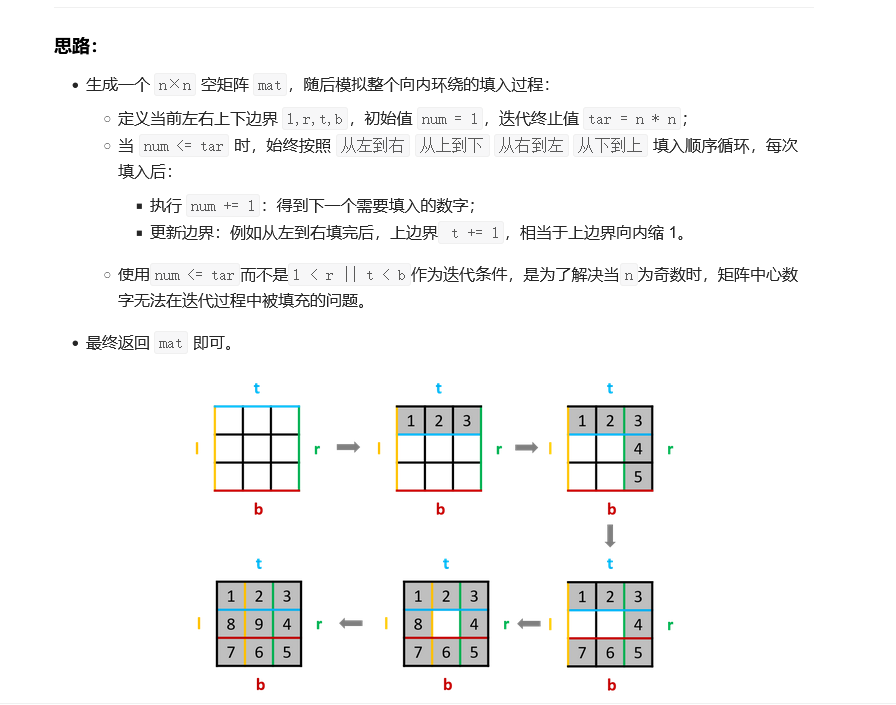 思路：
生成一个 n×n 空矩阵 mat ，随后模拟整个向内环绕的填入过程：
定义当前左右上下边界 l,r,t,b ，初始值 num = 1 ，迭代终止值 tar = n * n ；
当 num <= tar 时，始终按照 从左到右 从上到下 从右到左 从下到上 填入顺序循环，每次
填入后：
执行 num += 1 ：得到下一个需要填入的数字；
更新边界：例如从左到右填完后，上边界 t += 1 ，相当于上边界向内缩 1。
使用 num <= tar 而不是 l < r || t < b 作为迭代条件，是为了解决当 n 为奇数时，矩阵中心数
字无法在迭代过程中被填充的问题。
最终返回 mat 即可。
t t t
1 2 3 1 2 3
l r l r l 4 r
5
b b b
t t t
1 2 3 1 2 3 1 2 3
l 8 9 4 r l 8 4 r l 4 r
7 6 5 7 6 5 7 6 5
b b b